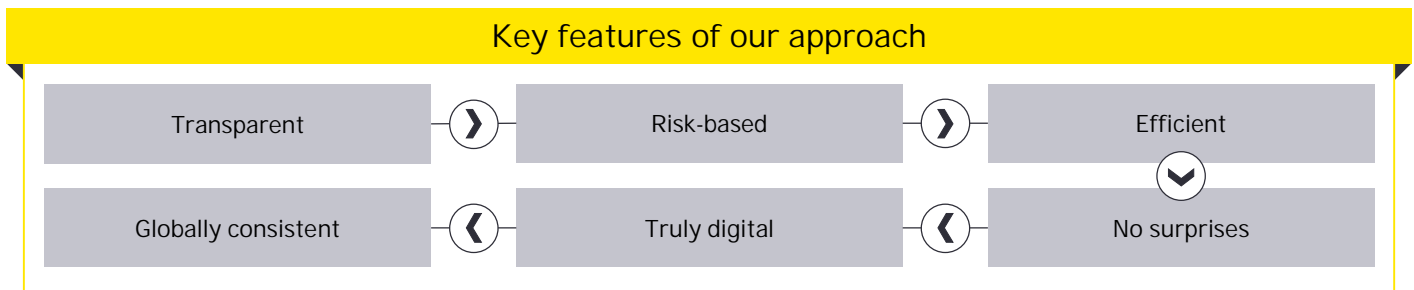 Key features of our approach
Transparent
Risk-based
Efficient
No surprises
Truly digital
Globally consistent